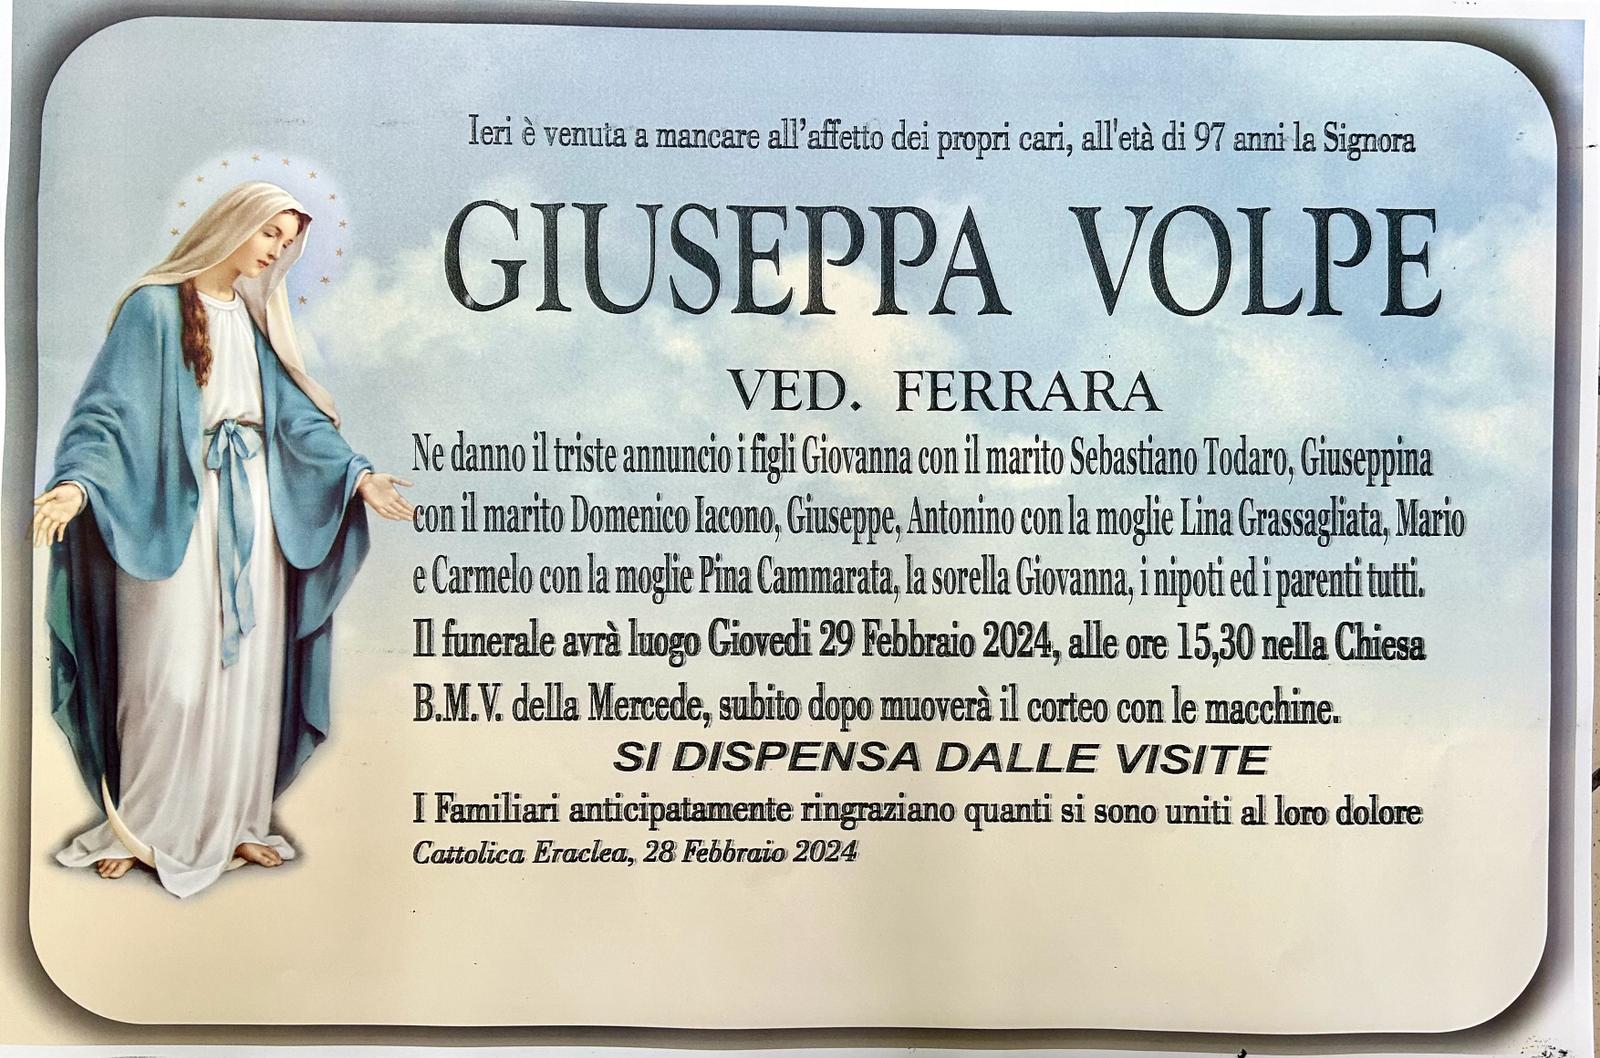 Ieri è venuta a mancare all'affetto dei propri cari, all'età di 97 anni la Signora
GIUSEPPA VOLPE
VED. FERRARA
Ne danno il triste annuncio i figli Giovanna con il marito Sebastiano Todaro, Giuseppina
con il marito Domenico Iacono, Giuseppe, Antonino con la moglie Lina Grassagliata, Mario
e Carmelo con la moglie Pina Cammarata, la sorella Giovanna, i nipoti ed i parenti tutti.
Il funerale avrà luogo Giovedi 29 Febbraio 2024, alle ore 15,30 nella Chiesa
B.M.V. della Mercede, subito dopo muoverà il corteo con le macchine.
SI DISPENSA DALLE VISITE
I Familiari anticipatamente ringraziano quanti si sono uniti al loro dolore
Cattolica Eraclea, 28 Febbraio 2024